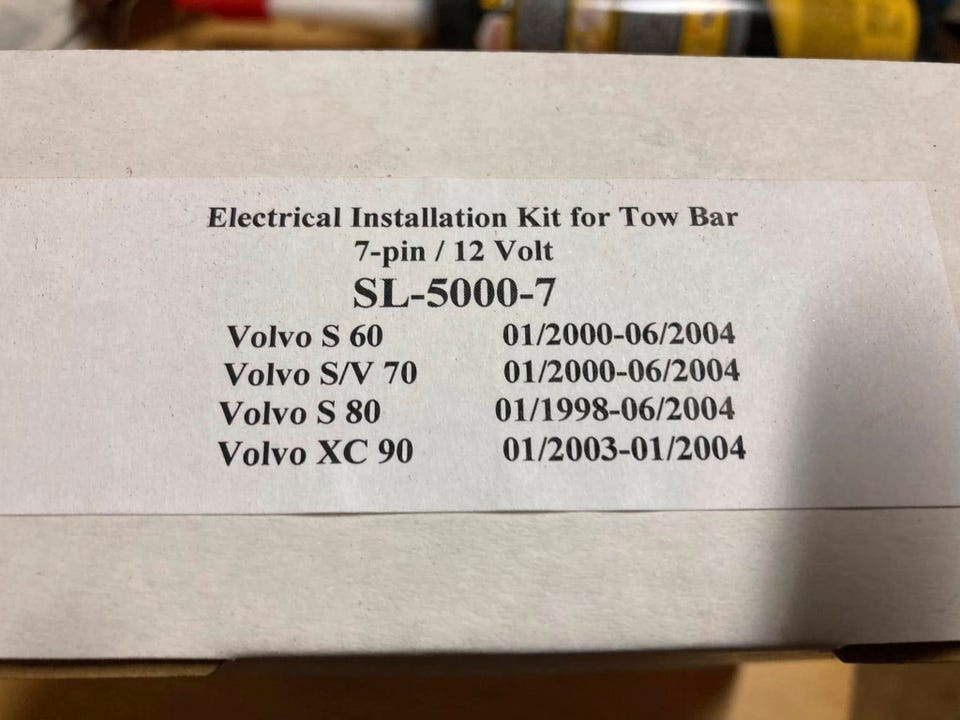 Electrical Installation Kit for Tow Bar
7-pin / 12 Volt
SL-5000-7
Volvo S 60 01/2000-06/2004
Volvo S/V 70 01/2000-06/2004
Volvo S 80 01/1998-06/2004
Volvo XC 90 01/2003-01/2004